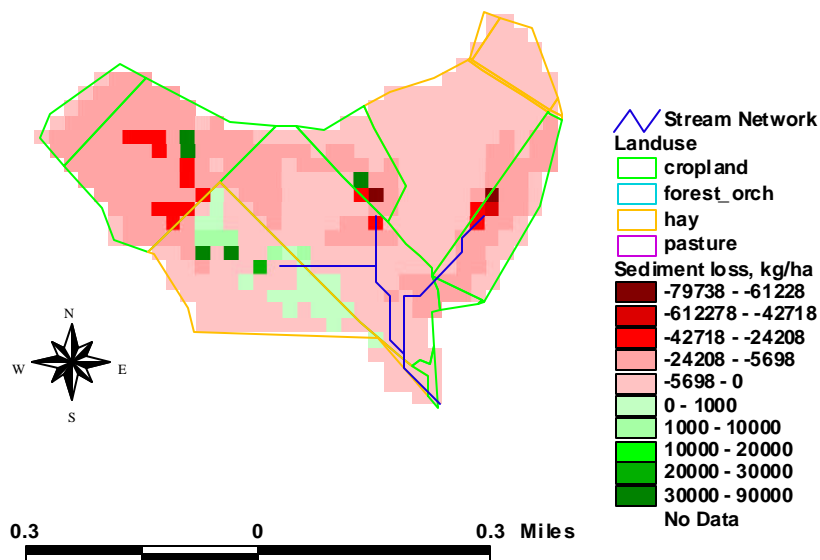 Stream Network
Landuse
cropland
forest_orch
hay
pasture
Sediment loss, kg/ha
-79738 - -61228
-612278 - -42718
-42718 - -24208
-24208 - -5698
-5698 - 0
0 - 1000
1000 - 10000
10000 - 20000
20000 - 30000
30000 - 90000
No Data
N
W E
S
0.3 0 0.3 Miles